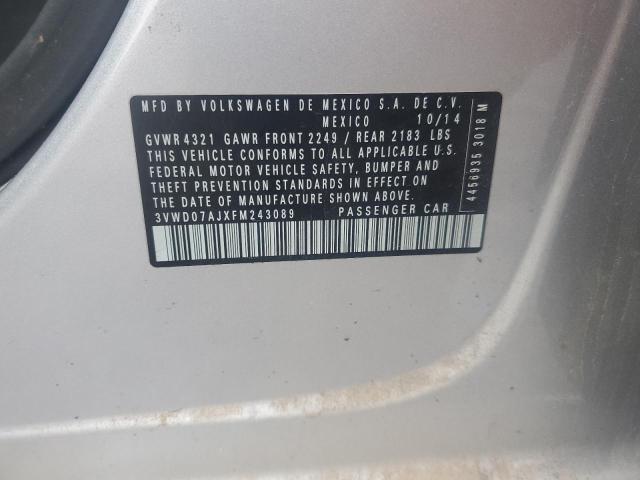 MFD BY VOLKSWAGEN DE MEXICO S.A. DE C.V.
MEXICO 10/14
GVWR 4321 GAWR FRONT 2249 / REAR 2183 LBS
THIS VEHICLE CONFORMS TO ALL APPLICABLE U.S.
FEDERAL MOTOR VEHICLE SAFETY, BUMPER AND
THEFT PREVENTION STANDARDS IN EFFECT ON
THE DATE OF MANUFACTURE SHOWN ABOVE.
3VWD07AJXFM243089 PASSENGER CAR
4456935 3018 M